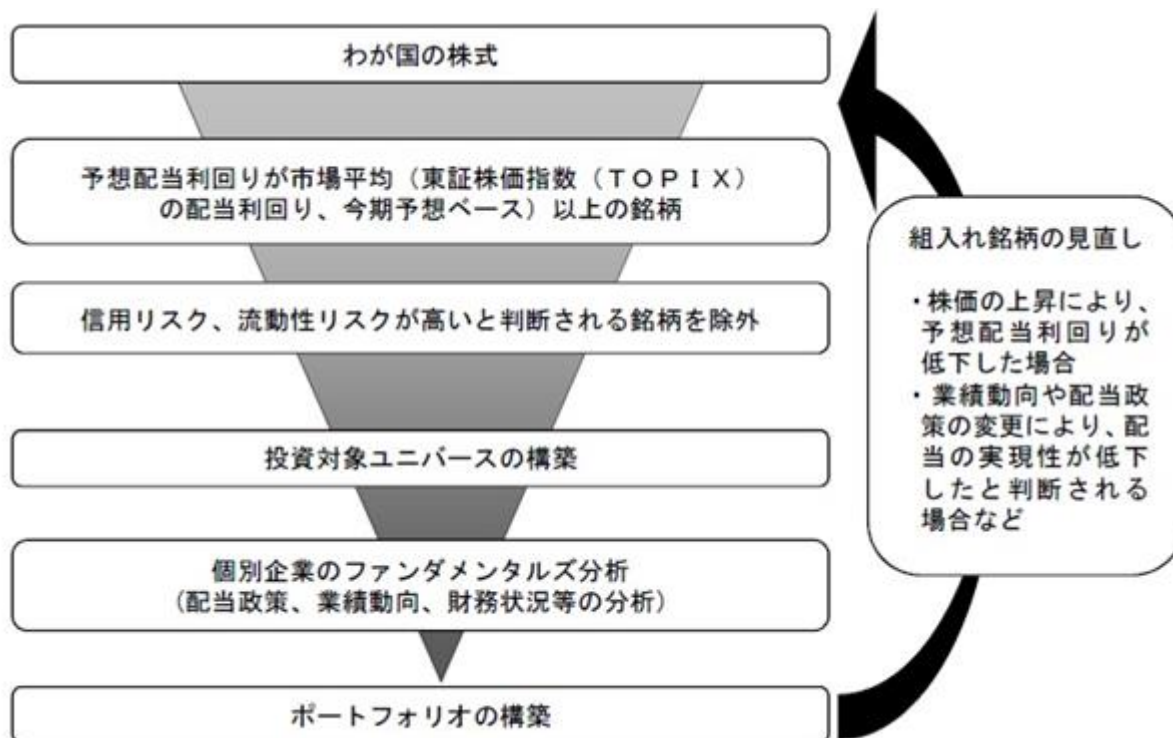 わが国の株式
予想配当利回りが市場平均（東証株価指数（ＴＯＰＩＸ）
の配当利回り、今期予想ベース）以上の銘柄
信用リスク、流動性リスクが高いと判断される銘柄を除外
投資対象ユニバースの構築
個別企業のファンダメンタルズ分析
（配当政策、業績動向、財務状況等の分析）
ポートフォリオの構築
組入れ銘柄の見直し
・株価の上昇により、
予想配当利回りが
低下した場合
・業績動向や配当政
策の変更により、配
当の実現性が低下
したと判断される
場合など